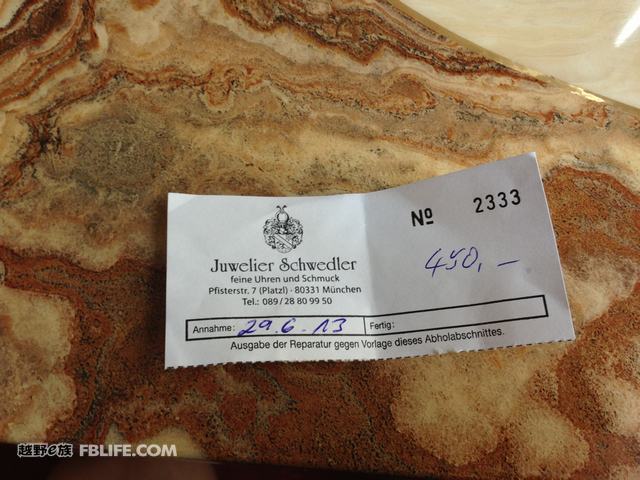 Nº 2333
Juwelier Schwedler
feine Uhren und Schmuck
Pfisterstr. 7 (Platzl) · 80331 München
Tel.: 089/28 80 99 50
450,–
Annahme: 29.6.13 Fertig:
Ausgabe der Reparatur gegen Vorlage dieses Abholabschnittes.
越野e族 FBLIFE.COM